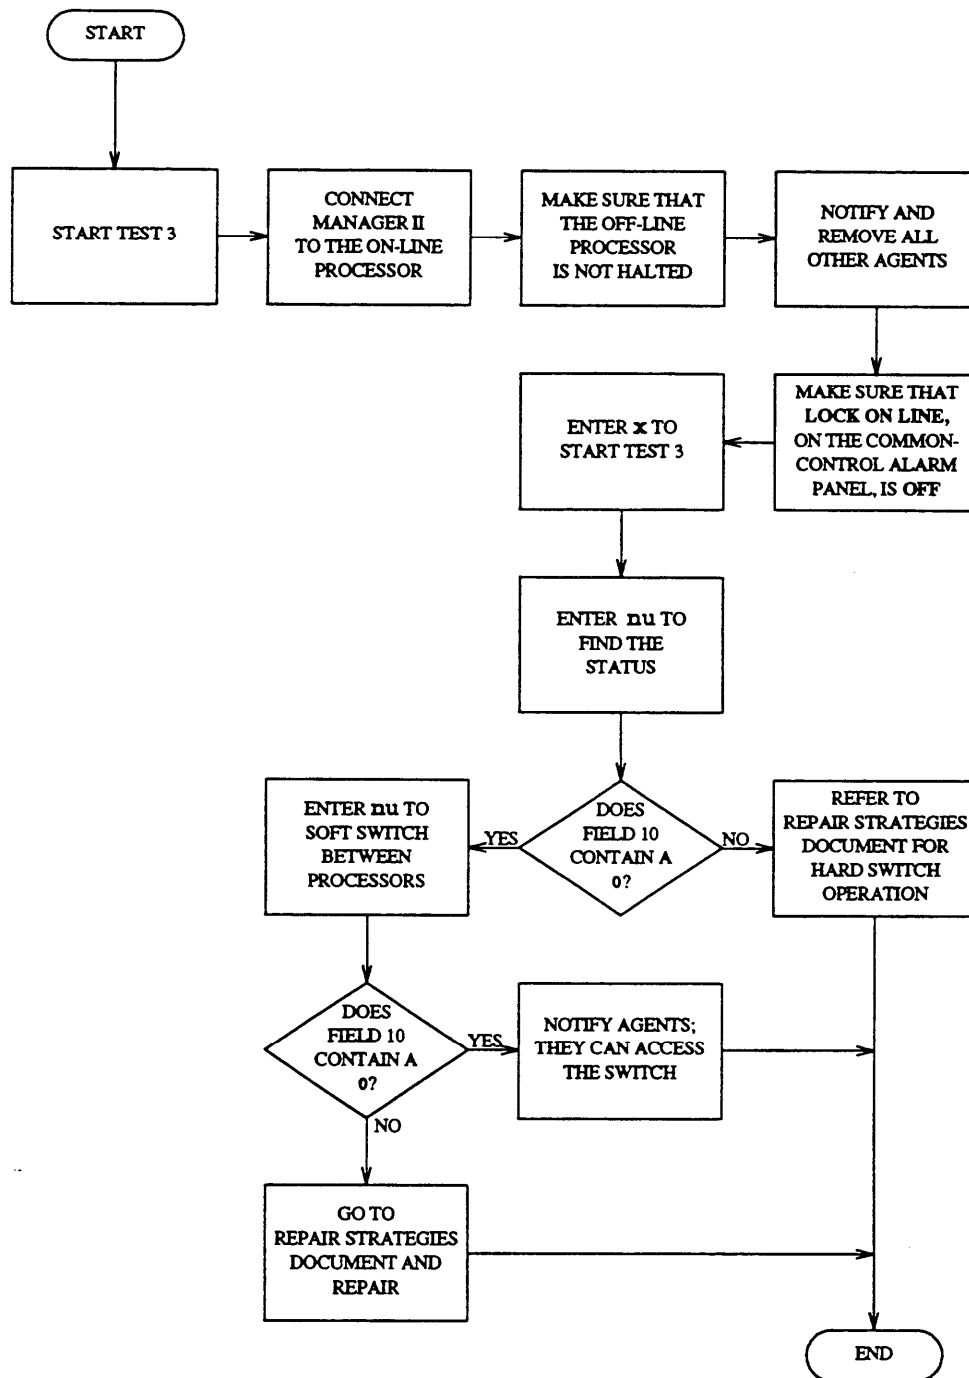 START
START TEST 3
CONNECT
MANAGER II
TO THE ON-LINE
PROCESSOR
MAKE SURE THAT
THE OFF-LINE
PROCESSOR
IS NOT HALTED
NOTIFY AND
REMOVE ALL
OTHER AGENTS
MAKE SURE THAT
LOCK ON LINE,
ON THE COMMON-
CONTROL ALARM
PANEL, IS OFF
ENTER x TO
START TEST 3
ENTER nu TO
FIND THE
STATUS
DOES
FIELD 10
CONTAIN A
0?
YES
NO
ENTER nu TO
SOFT SWITCH
BETWEEN
PROCESSORS
REFER TO
REPAIR STRATEGIES
DOCUMENT FOR
HARD SWITCH
OPERATION
DOES
FIELD 10
CONTAIN A
0?
YES
NO
NOTIFY AGENTS;
THEY CAN ACCESS
THE SWITCH
GO TO
REPAIR STRATEGIES
DOCUMENT AND
REPAIR
END